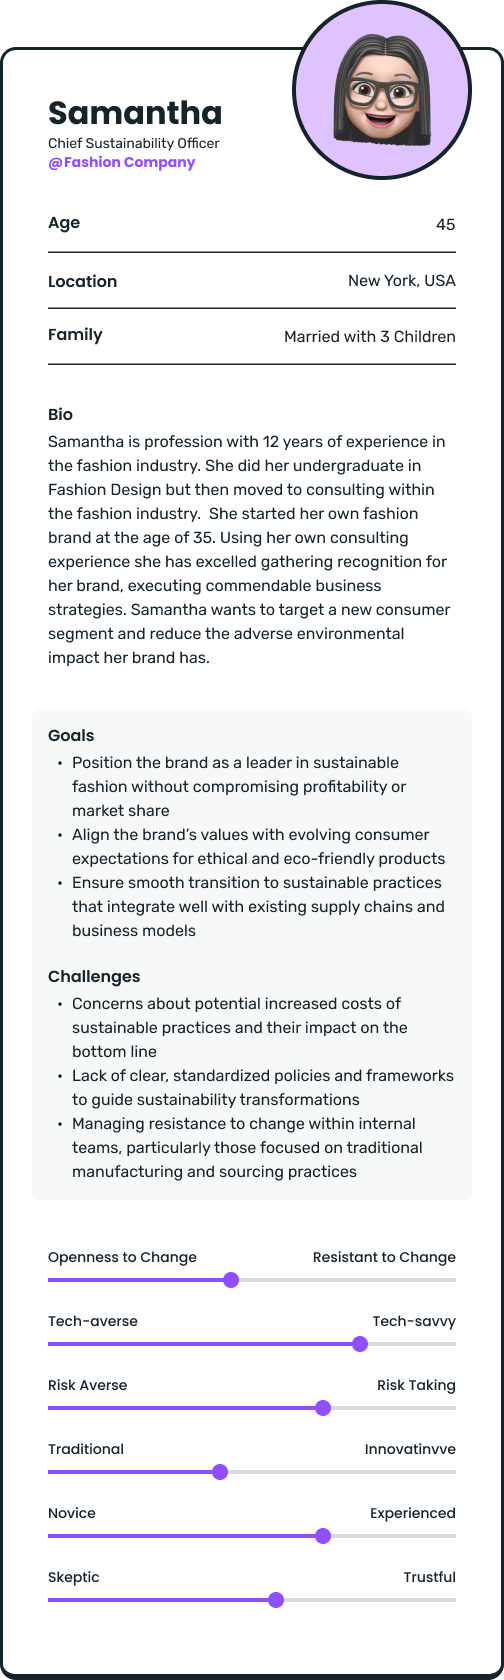 Samantha
Chief Sustainability Officer
@Fashion Company
Age 45
Location New York, USA
Family Married with 3 Children
Bio
Samantha is profession with 12 years of experience in
the fashion industry. She did her undergraduate in
Fashion Design but then moved to consulting within
the fashion industry.  She started her own fashion
brand at the age of 35. Using her own consulting
experience she has excelled gathering recognition for
her brand, executing commendable business
strategies. Samantha wants to target a new consumer
segment and reduce the adverse environmental
impact her brand has.
Goals
• Position the brand as a leader in sustainable
fashion without compromising profitability or
market share
• Align the brand’s values with evolving consumer
expectations for ethical and eco-friendly products
• Ensure smooth transition to sustainable practices
that integrate well with existing supply chains and
business models
Challenges
• Concerns about potential increased costs of
sustainable practices and their impact on the
bottom line
• Lack of clear, standardized policies and frameworks
to guide sustainability transformations
• Managing resistance to change within internal
teams, particularly those focused on traditional
manufacturing and sourcing practices
Openness to Change Resistant to Change
Tech-averse Tech-savvy
Risk Averse Risk Taking
Traditional Innovatinvve
Novice Experienced
Skeptic Trustful